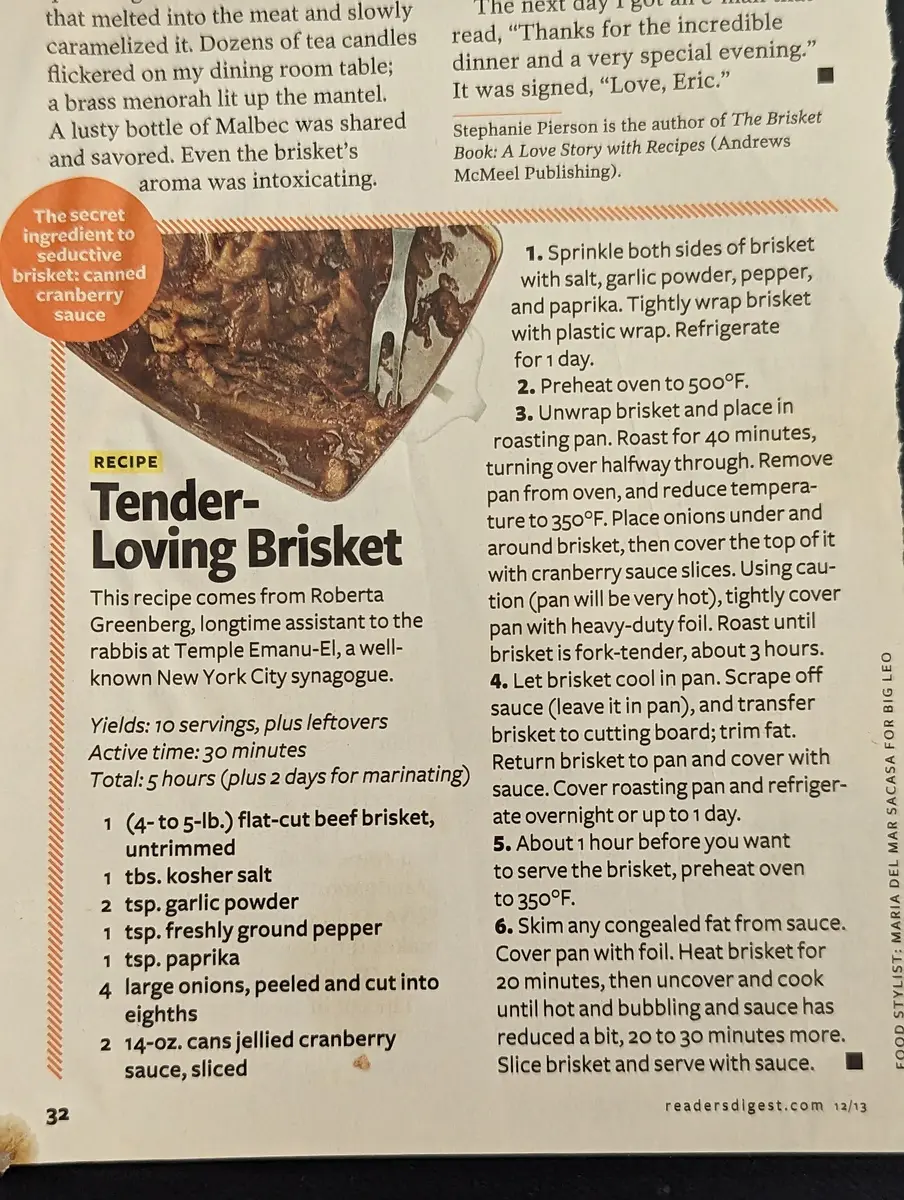 that melted into the meat and slowly
caramelized it. Dozens of tea candles
flickered on my dining room table;
a brass menorah lit up the mantel.
A lusty bottle of Malbec was shared
and savored. Even the brisket's
aroma was intoxicating.
The next day I got an e-mail that
read, “Thanks for the incredible
dinner and a very special evening.”
It was signed, “Love, Eric.”
Stephanie Pierson is the author of The Brisket
Book: A Love Story with Recipes (Andrews
McMeel Publishing).
The secret
ingredient to
seductive
brisket: canned
cranberry
sauce
RECIPE
Tender-
Loving Brisket
This recipe comes from Roberta
Greenberg, longtime assistant to the
rabbis at Temple Emanu-El, a well-
known New York City synagogue.
Yields: 10 servings, plus leftovers
Active time: 30 minutes
Total: 5 hours (plus 2 days for marinating)
1 (4- to 5-lb.) flat-cut beef brisket,
untrimmed
1 tbs. kosher salt
2 tsp. garlic powder
1 tsp. freshly ground pepper
1 tsp. paprika
4 large onions, peeled and cut into
eighths
2 14-oz. cans jellied cranberry
sauce, sliced
1. Sprinkle both sides of brisket
with salt, garlic powder, pepper,
and paprika. Tightly wrap brisket
with plastic wrap. Refrigerate
for 1 day.
2. Preheat oven to 500°F.
3. Unwrap brisket and place in
roasting pan. Roast for 40 minutes,
turning over halfway through. Remove
pan from oven, and reduce tempera-
ture to 350°F. Place onions under and
around brisket, then cover the top of it
with cranberry sauce slices. Using cau-
tion (pan will be very hot), tightly cover
pan with heavy-duty foil. Roast until
brisket is fork-tender, about 3 hours.
4. Let brisket cool in pan. Scrape off
sauce (leave it in pan), and transfer
brisket to cutting board; trim fat.
Return brisket to pan and cover with
sauce. Cover roasting pan and refriger-
ate overnight or up to 1 day.
5. About 1 hour before you want
to serve the brisket, preheat oven
to 350°F.
6. Skim any congealed fat from sauce.
Cover pan with foil. Heat brisket for
20 minutes, then uncover and cook
until hot and bubbling and sauce has
reduced a bit, 20 to 30 minutes more.
Slice brisket and serve with sauce.
FOOD STYLIST: MARIA DEL MAR SACASA FOR BIG LEO
32
readersdigest.com 12/13